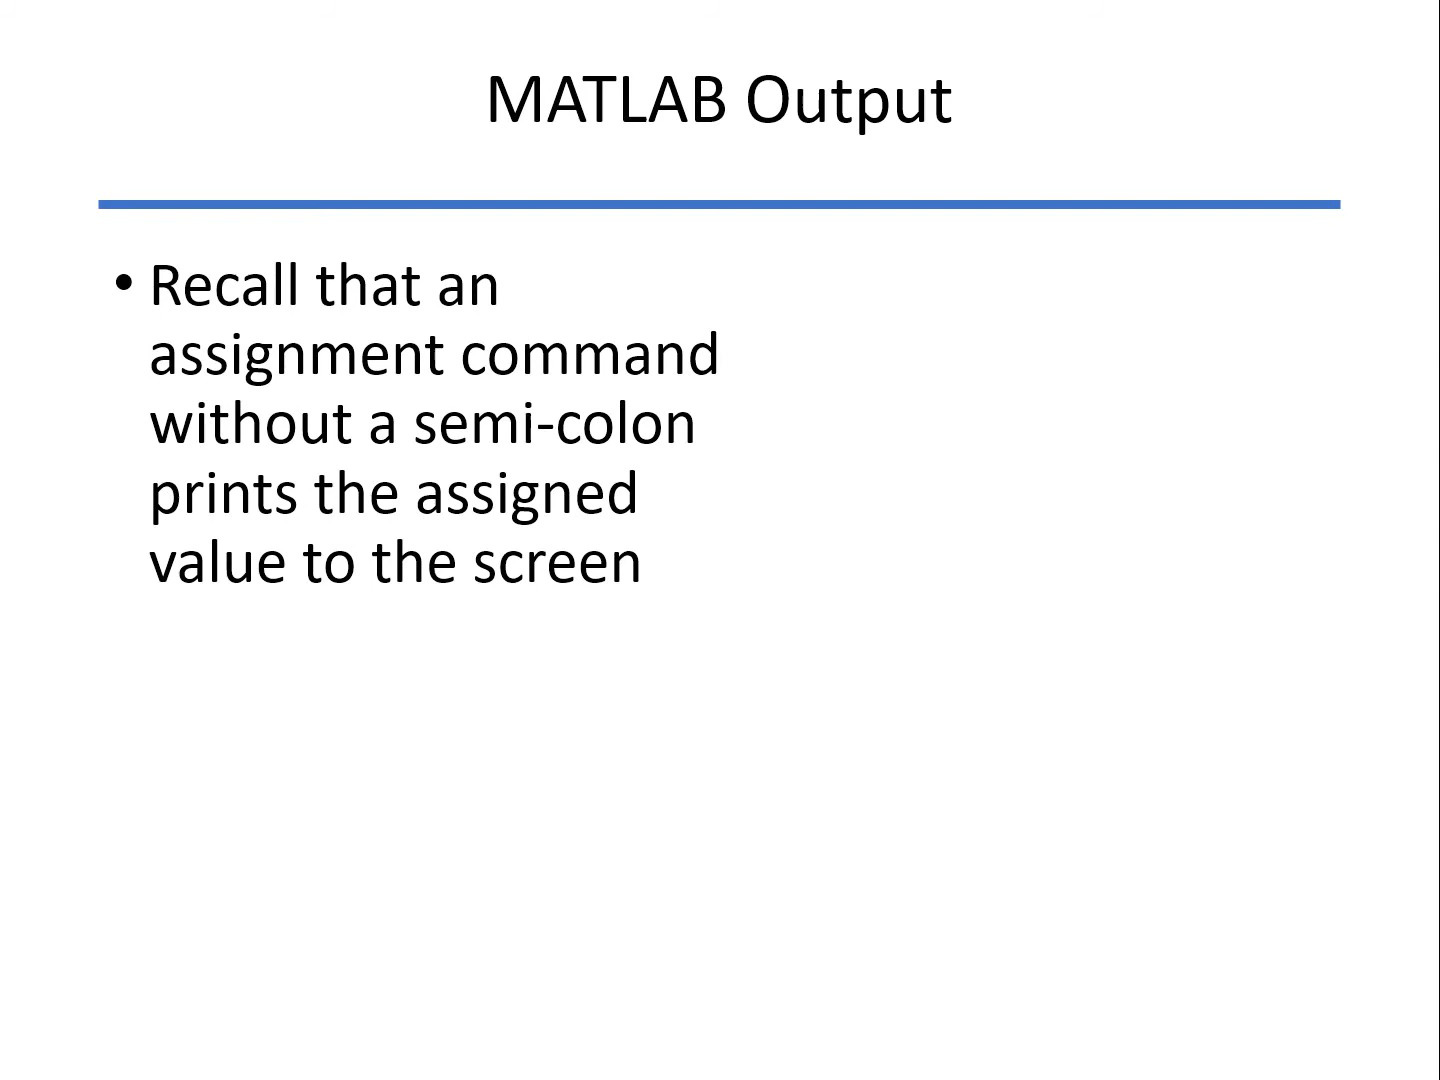 MATLAB Output
• Recall that an
assignment command
without a semi-colon
prints the assigned
value to the screen